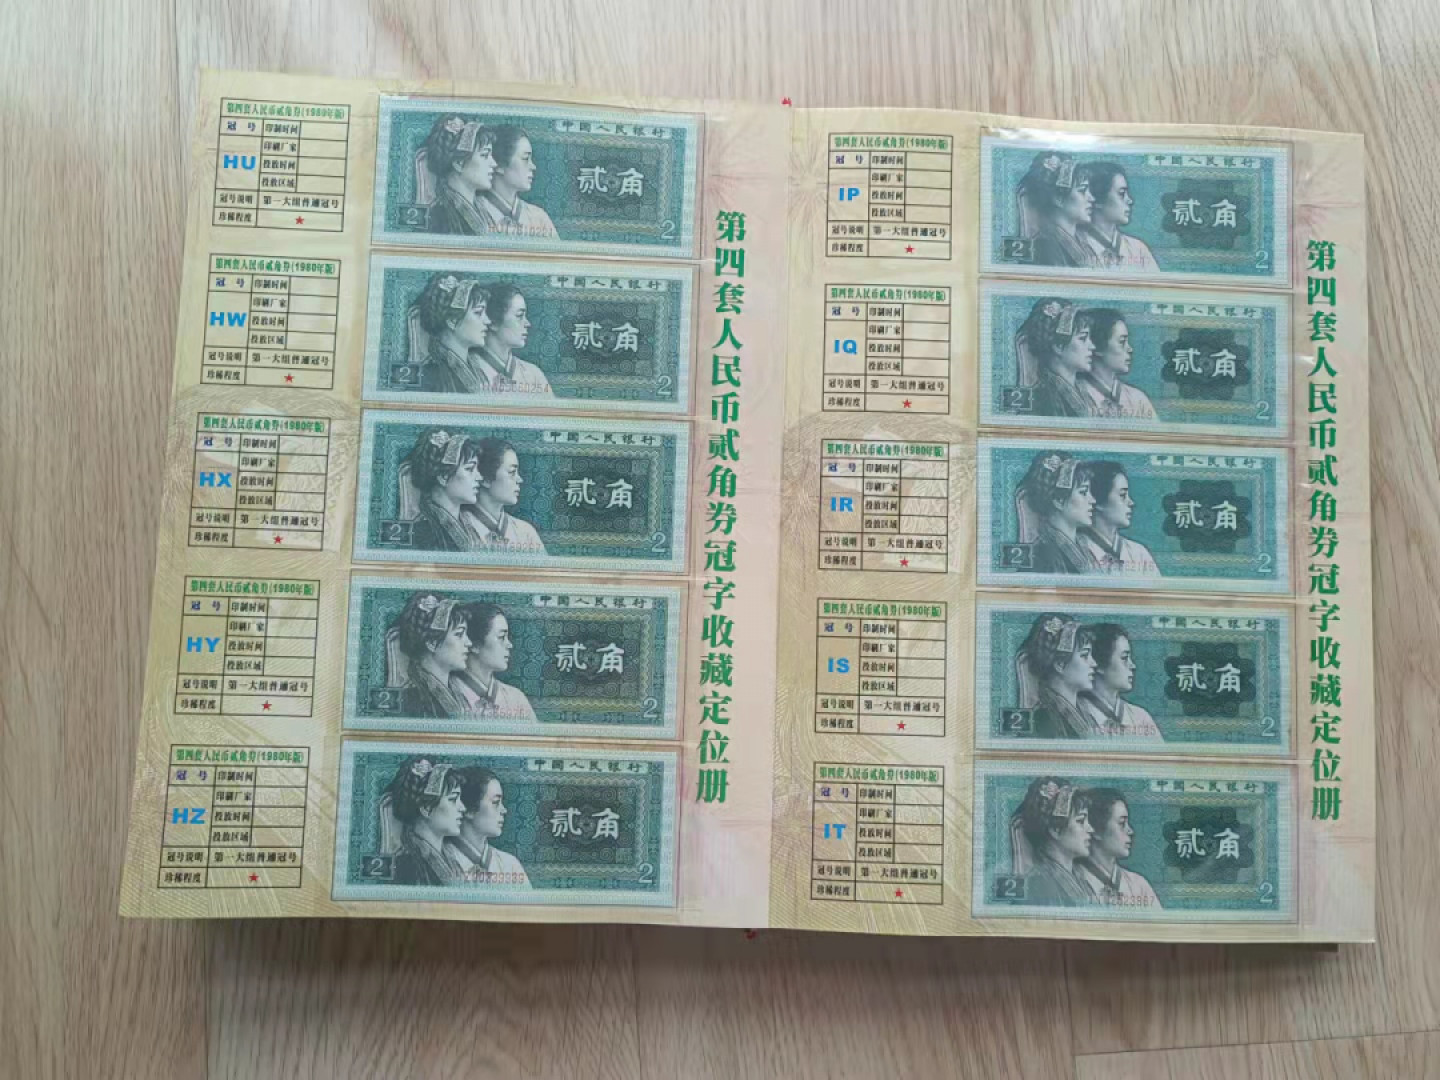 第四套人民币贰角券(1980年版)
冠 号 印制时间
HU 印刷厂家
投放时间
投放区域
冠号说明 第一大组普通冠号
珍稀程度 ★
中国人民银行
贰角
2 2
第四套人民币贰角券(1980年版)
冠 号 印制时间
HW 印刷厂家
投放时间
投放区域
冠号说明 第一大组普通冠号
珍稀程度 ★
中国人民银行
贰角
2 2
第四套人民币贰角券(1980年版)
冠 号 印制时间
HX 印刷厂家
投放时间
投放区域
冠号说明 第一大组普通冠号
珍稀程度 ★
中国人民银行
贰角
2 2
第四套人民币贰角券(1980年版)
冠 号 印制时间
HY 印刷厂家
投放时间
投放区域
冠号说明 第一大组普通冠号
珍稀程度 ★
中国人民银行
贰角
2 2
第四套人民币贰角券(1980年版)
冠 号 印制时间
HZ 印刷厂家
投放时间
投放区域
冠号说明 第一大组普通冠号
珍稀程度 ★
中国人民银行
贰角
2 2
第四套人民币贰角券冠字收藏定位册
第四套人民币贰角券(1980年版)
冠 号 印制时间
IP 印刷厂家
投放时间
投放区域
冠号说明 第一大组普通冠号
珍稀程度 ★
中国人民银行
贰角
2 2
第四套人民币贰角券(1980年版)
冠 号 印制时间
IQ 印刷厂家
投放时间
投放区域
冠号说明 第一大组普通冠号
珍稀程度 ★
中国人民银行
贰角
2 2
第四套人民币贰角券(1980年版)
冠 号 印制时间
IR 印刷厂家
投放时间
投放区域
冠号说明 第一大组普通冠号
珍稀程度 ★
中国人民银行
贰角
2 2
第四套人民币贰角券(1980年版)
冠 号 印制时间
IS 印刷厂家
投放时间
投放区域
冠号说明 第一大组普通冠号
珍稀程度 ★
中国人民银行
贰角
2 2
第四套人民币贰角券(1980年版)
冠 号 印制时间
IT 印刷厂家
投放时间
投放区域
冠号说明 第一大组普通冠号
珍稀程度 ★
中国人民银行
贰角
2 2
第四套人民币贰角券冠字收藏定位册